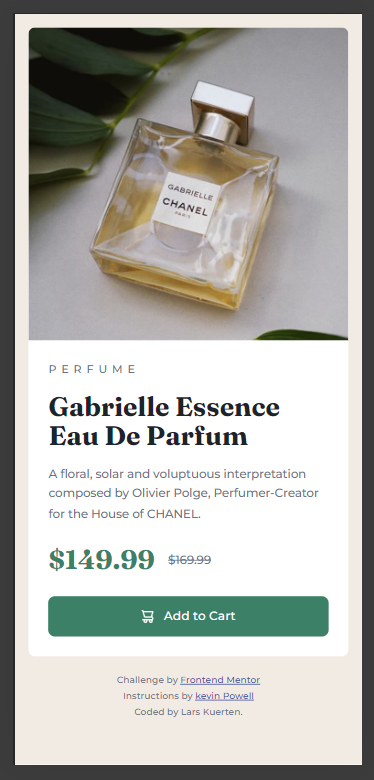 GABRIELLE
CHANEL
PARIS
PERFUME
Gabrielle Essence
Eau De Parfum
A floral, solar and voluptuous interpretation
composed by Olivier Polge, Perfumer-Creator
for the House of CHANEL.
$149.99 $169.99
Add to Cart
Challenge by Frontend Mentor
Instructions by kevin Powell
Coded by Lars Kuerten.